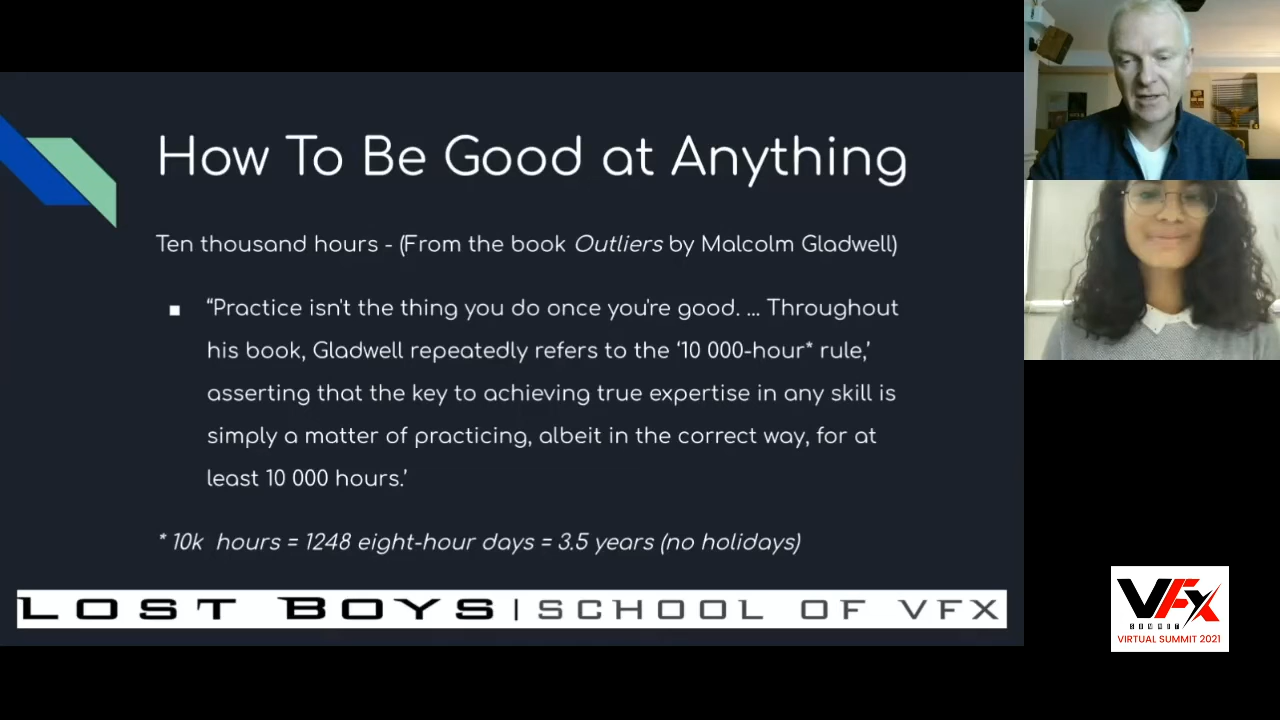 How To Be Good at Anything
Ten thousand hours - (From the book Outliers by Malcolm Gladwell)
“Practice isn't the thing you do once you're good. ... Throughout
his book, Gladwell repeatedly refers to the ‘10 000-hour* rule,’
asserting that the key to achieving true expertise in any skill is
simply a matter of practicing, albeit in the correct way, for at
least 10 000 hours.’
* 10k hours = 1248 eight-hour days = 3.5 years (no holidays)
LOST BOYS | SCHOOL OF VFX
VFX
SUMMIT
VIRTUAL SUMMIT 2021